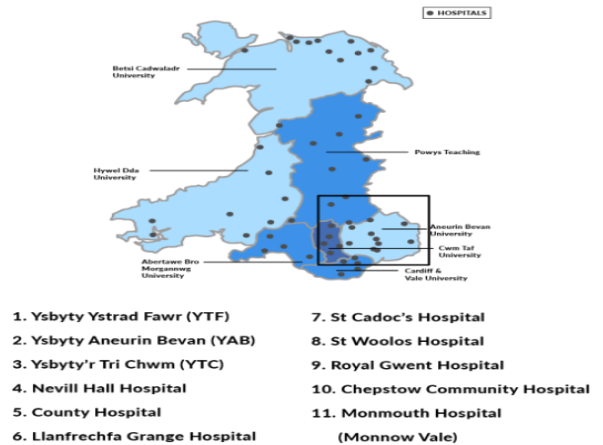 HOSPITALS
Betsi Cadwaladr
University
Powys Teaching
Hywel Dda
University
Aneurin Bevan
University
Cwm Taf
University
Abertawe Bro
Morgannwg
University
Cardiff &
Vale University
1. Ysbyty Ystrad Fawr (YTF)
2. Ysbyty Aneurin Bevan (YAB)
3. Ysbyty'r Tri Chwm (YTC)
4. Nevill Hall Hospital
5. County Hospital
6. Llanfrechfa Grange Hospital
7. St Cadoc's Hospital
8. St Woolos Hospital
9. Royal Gwent Hospital
10. Chepstow Community Hospital
11. Monmouth Hospital
(Monnow Vale)